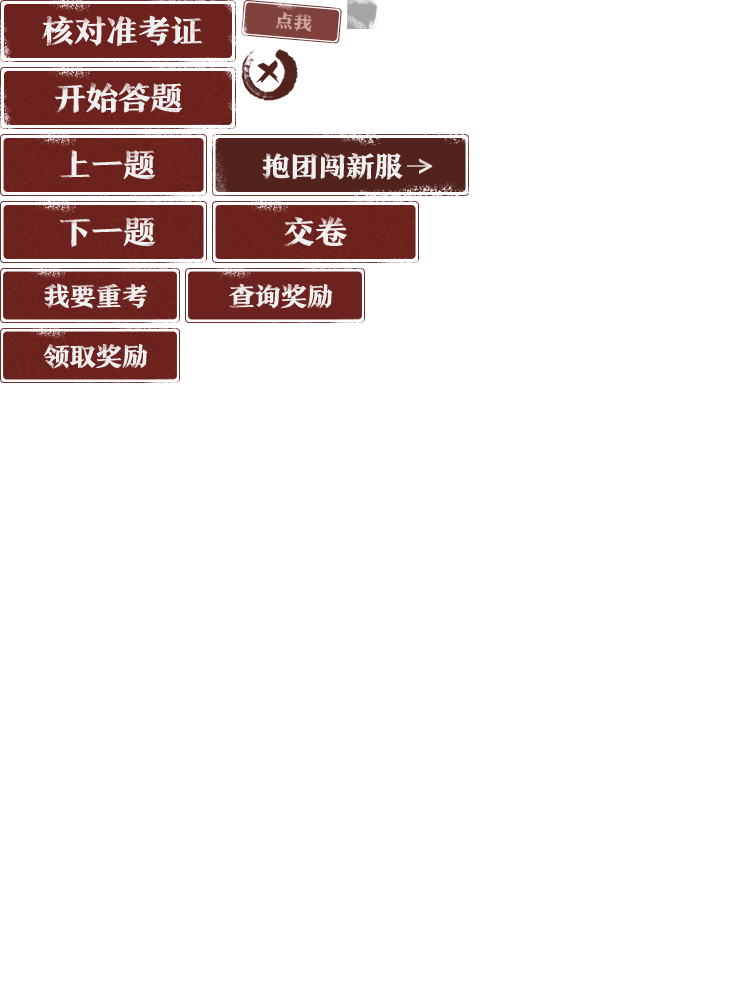 核对准考证
点我
开始答题
上一题
抱团闯新服→
下一题
交卷
我要重考
查询奖励
领取奖励